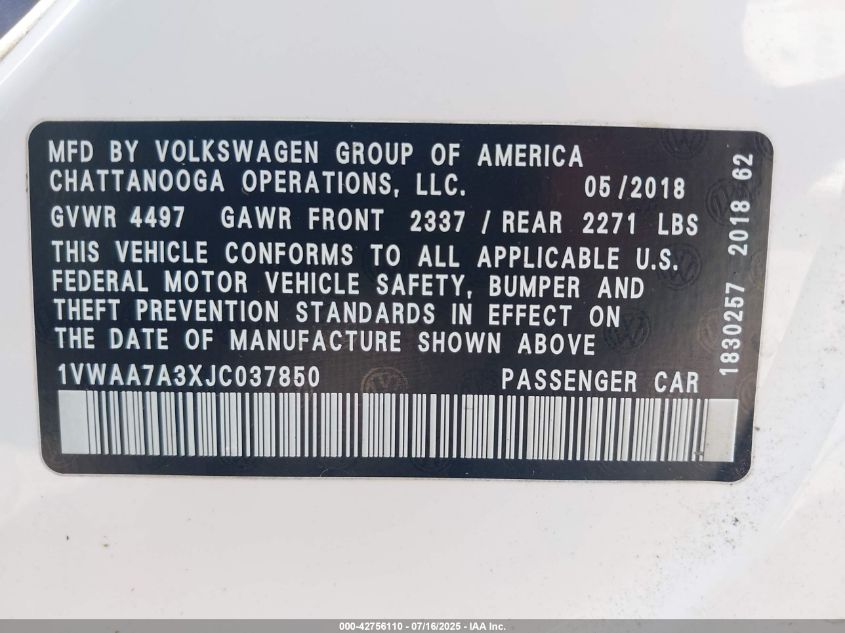 MFD BY VOLKSWAGEN GROUP OF AMERICA
CHATTANOOGA OPERATIONS, LLC. 05/2018
GVWR 4497 GAWR FRONT 2337 / REAR 2271 LBS
THIS VEHICLE CONFORMS TO ALL APPLICABLE U.S.
FEDERAL MOTOR VEHICLE SAFETY, BUMPER AND
THEFT PREVENTION STANDARDS IN EFFECT ON
THE DATE OF MANUFACTURE SHOWN ABOVE
1VWAA7A3XJC037850 PASSENGER CAR
1830257 2018 62
000-42756110 - 07/16/2025 - IAA Inc.